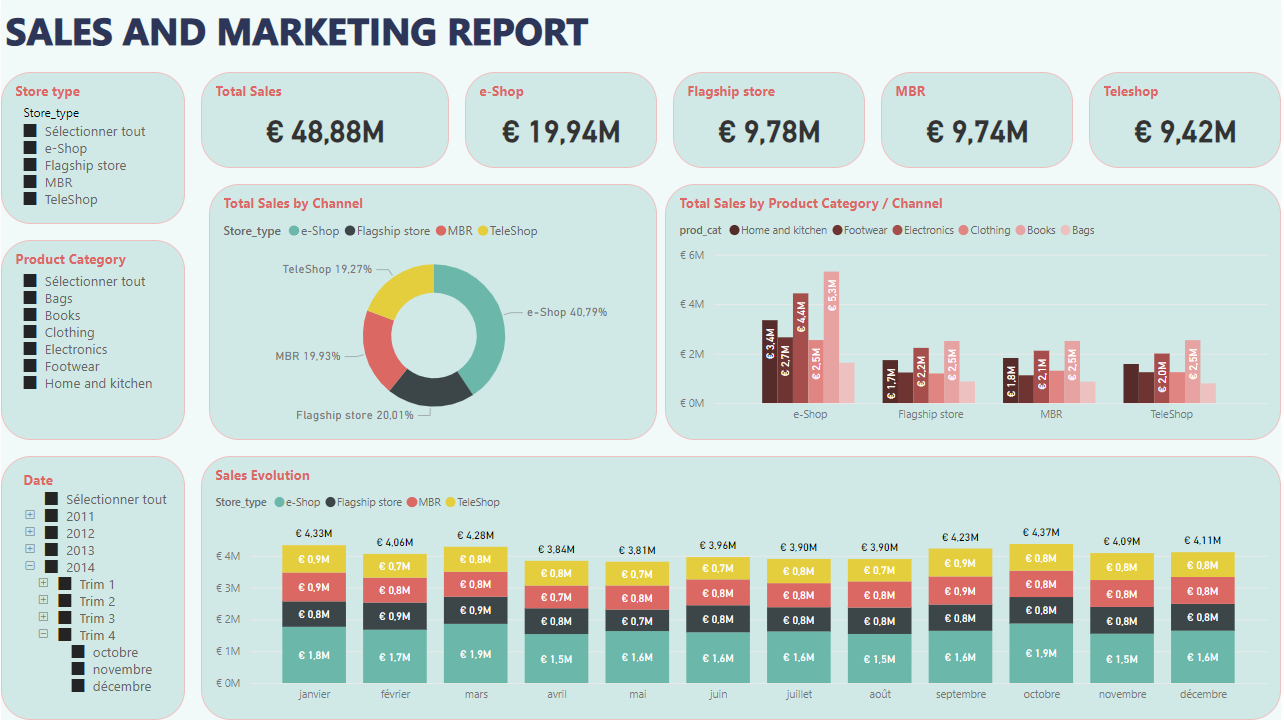 SALES AND MARKETING REPORT
Store type
Store_type
Sélectionner tout
e-Shop
Flagship store
MBR
TeleShop
Total Sales
€ 48,88M
e-Shop
€ 19,94M
Flagship store
€ 9,78M
MBR
€ 9,74M
Teleshop
€ 9,42M
Product Category
Sélectionner tout
Bags
Books
Clothing
Electronics
Footwear
Home and kitchen
Total Sales by Channel
Store_type e-Shop Flagship store MBR TeleShop
TeleShop 19,27%
e-Shop 40,79%
MBR 19,93%
Flagship store 20,01%
Total Sales by Product Category / Channel
prod_cat Home and kitchen Footwear Electronics Clothing Books Bags
€ 6M
€ 4M
€ 2M
€ 0M
€ 3,4M € 2,7M € 4,4M € 2,5M € 5,3M
€ 1,7M € 2,2M € 2,5M
€ 1,8M € 2,1M € 2,5M
€ 2,0M € 2,5M
e-Shop Flagship store MBR TeleShop
Date
Sélectionner tout
2011
2012
2013
2014
Trim 1
Trim 2
Trim 3
Trim 4
octobre
novembre
décembre
Sales Evolution
Store_type e-Shop Flagship store MBR TeleShop
€ 4,33M € 4,06M € 4,28M € 3,84M € 3,81M € 3,96M € 3,90M € 3,90M € 4,23M € 4,37M € 4,09M € 4,11M
€ 4M
€ 3M
€ 2M
€ 1M
€ 0M
€ 0,9M € 0,7M € 0,8M € 0,8M € 0,7M € 0,7M € 0,8M € 0,7M € 0,9M € 0,8M € 0,8M € 0,8M
€ 0,9M € 0,8M € 0,8M € 0,7M € 0,8M € 0,8M € 0,8M € 0,8M € 0,9M € 0,8M € 0,8M € 0,8M
€ 0,8M € 0,9M € 0,9M € 0,8M € 0,7M € 0,8M € 0,8M € 0,8M € 0,8M € 0,8M € 0,8M € 0,8M
€ 1,8M € 1,7M € 1,9M € 1,5M € 1,6M € 1,6M € 1,6M € 1,5M € 1,6M € 1,9M € 1,5M € 1,6M
janvier février mars avril mai juin juillet août septembre octobre novembre décembre